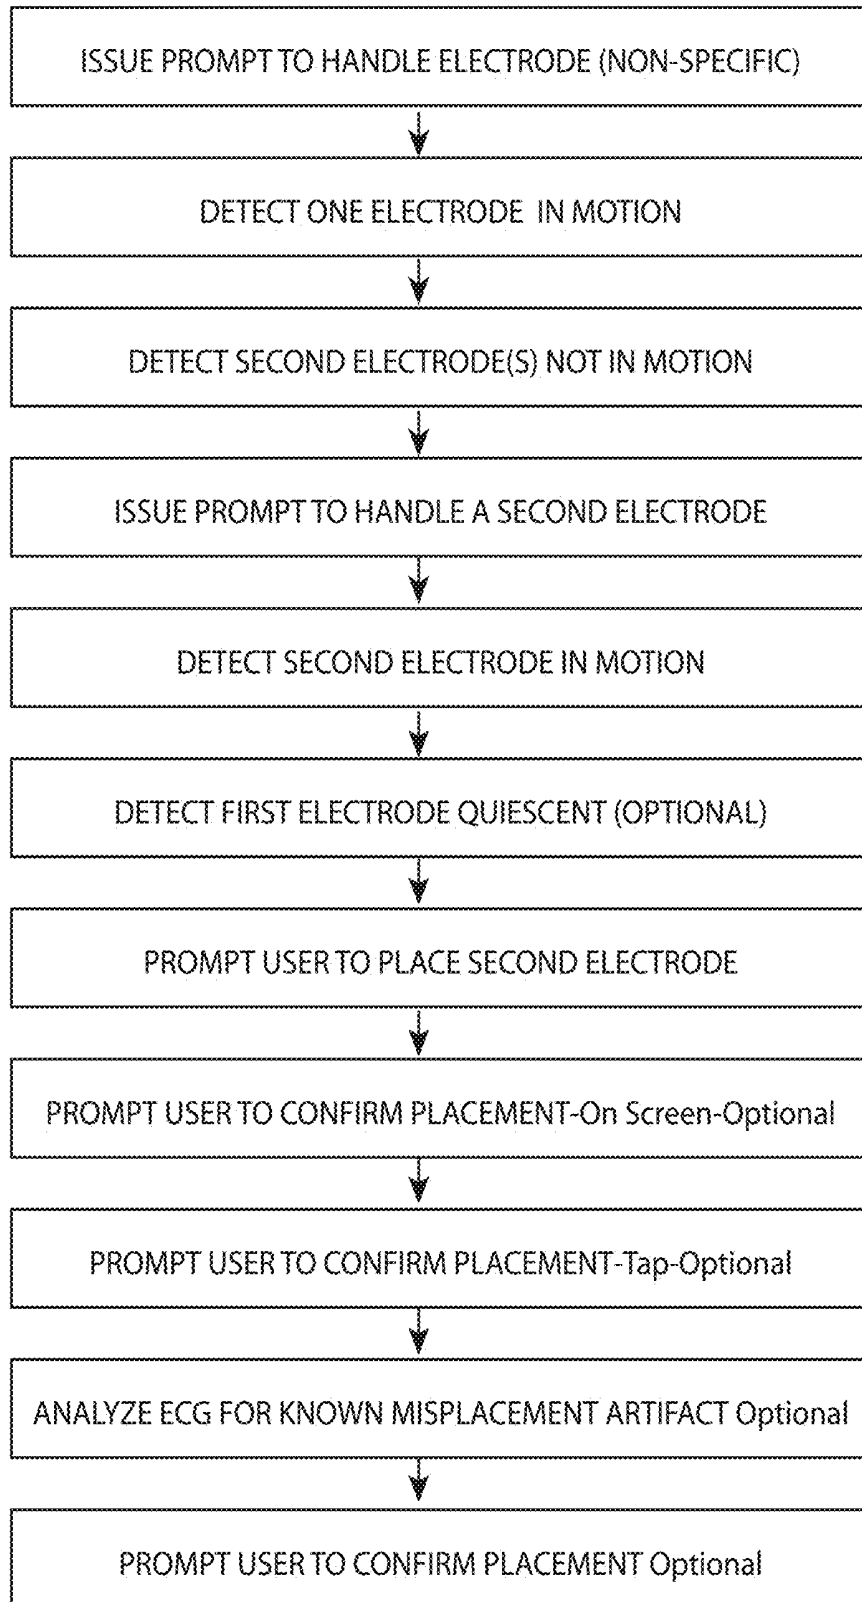 ISSUE PROMPT TO HANDLE ELECTRODE (NON-SPECIFIC)
DETECT ONE ELECTRODE IN MOTION
DETECT SECOND ELECTRODE(S) NOT IN MOTION
ISSUE PROMPT TO HANDLE A SECOND ELECTRODE
DETECT SECOND ELECTRODE IN MOTION
DETECT FIRST ELECTRODE QUIESCENT (OPTIONAL)
PROMPT USER TO PLACE SECOND ELECTRODE
PROMPT USER TO CONFIRM PLACEMENT-On Screen-Optional
PROMPT USER TO CONFIRM PLACEMENT-Tap-Optional
ANALYZE ECG FOR KNOWN MISPLACEMENT ARTIFACT Optional
PROMPT USER TO CONFIRM PLACEMENT Optional